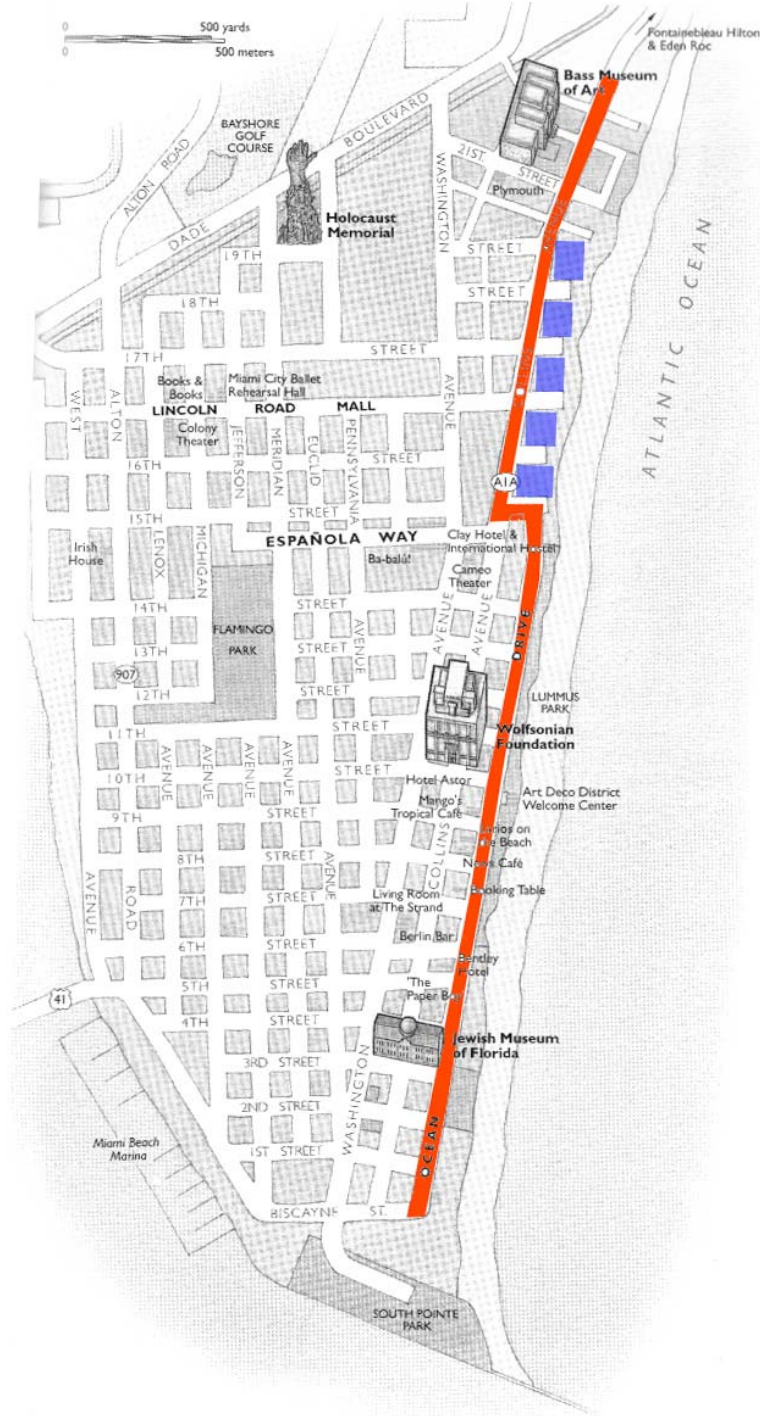 0 500 yards
0 500 meters
Fontainebleau Hilton
& Eden Roc
Bass Museum
of Art
BAYSHORE
GOLF
COURSE
ALTON ROAD
DADE
BOULEVARD
WASHINGTON
21ST
STREET
Plymouth
Holocaust
Memorial
19TH
STREET
18TH
STREET
17TH
STREET
ATLANTIC OCEAN
WEST
ALTON
Books &
Books
Miami City Ballet
Rehearsal Hall
AVENUE
LINCOLN ROAD MALL
Colony
Theater
JEFFERSON
MERIDIAN
EUCLID
PENNSYLVANIA
16TH
STREET
A1A
15TH
STREET
ESPAÑOLA WAY
Clay Hotel &
International Hostel
Irish
House
LENOX
MICHIGAN
Ba-balú!
Cameo
Theater
14TH
STREET
AVENUE
AVENUE
DRIVE
FLAMINGO
PARK
13TH
STREET
AVENUE
907
12TH
STREET
LUMMUS
PARK
11TH
STREET
Wolfsonian
Foundation
10TH
STREET
AVENUE
AVENUE
AVENUE
AVENUE
Hotel Astor
Mango's
Tropical Café
Art Deco District
Welcome Center
9TH
STREET
on
Beach
COLLINS
8TH
STREET
AVENUE
Café
AVENUE
ROAD
7TH
STREET
Living Room
at The Strand
Booking Table
6TH
STREET
Berlin Bar
Bentley
Hotel
41
5TH
STREET
'The
Paper
4TH
STREET
Jewish Museum
of Florida
3RD STREET
WASHINGTON
2ND STREET
Miami Beach
Marina
1ST STREET
OCEAN
BISCAYNE ST.
SOUTH POINTE
PARK